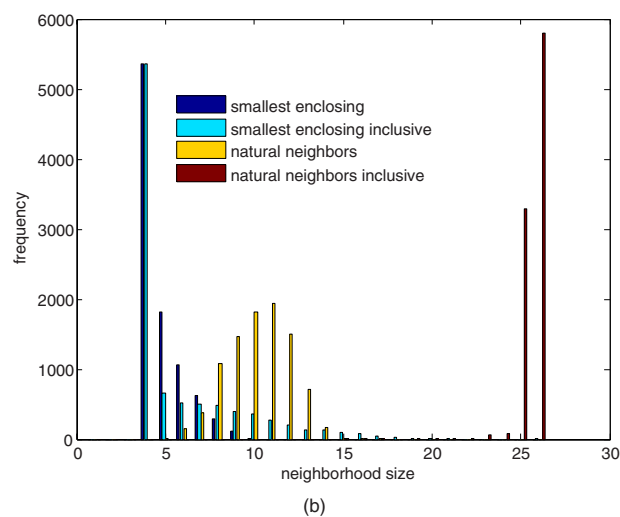 6000
5000
4000
3000
2000
1000
0
frequency
smallest enclosing
smallest enclosing inclusive
natural neighbors
natural neighbors inclusive
0 5 10 15 20 25 30
neighborhood size
(b)